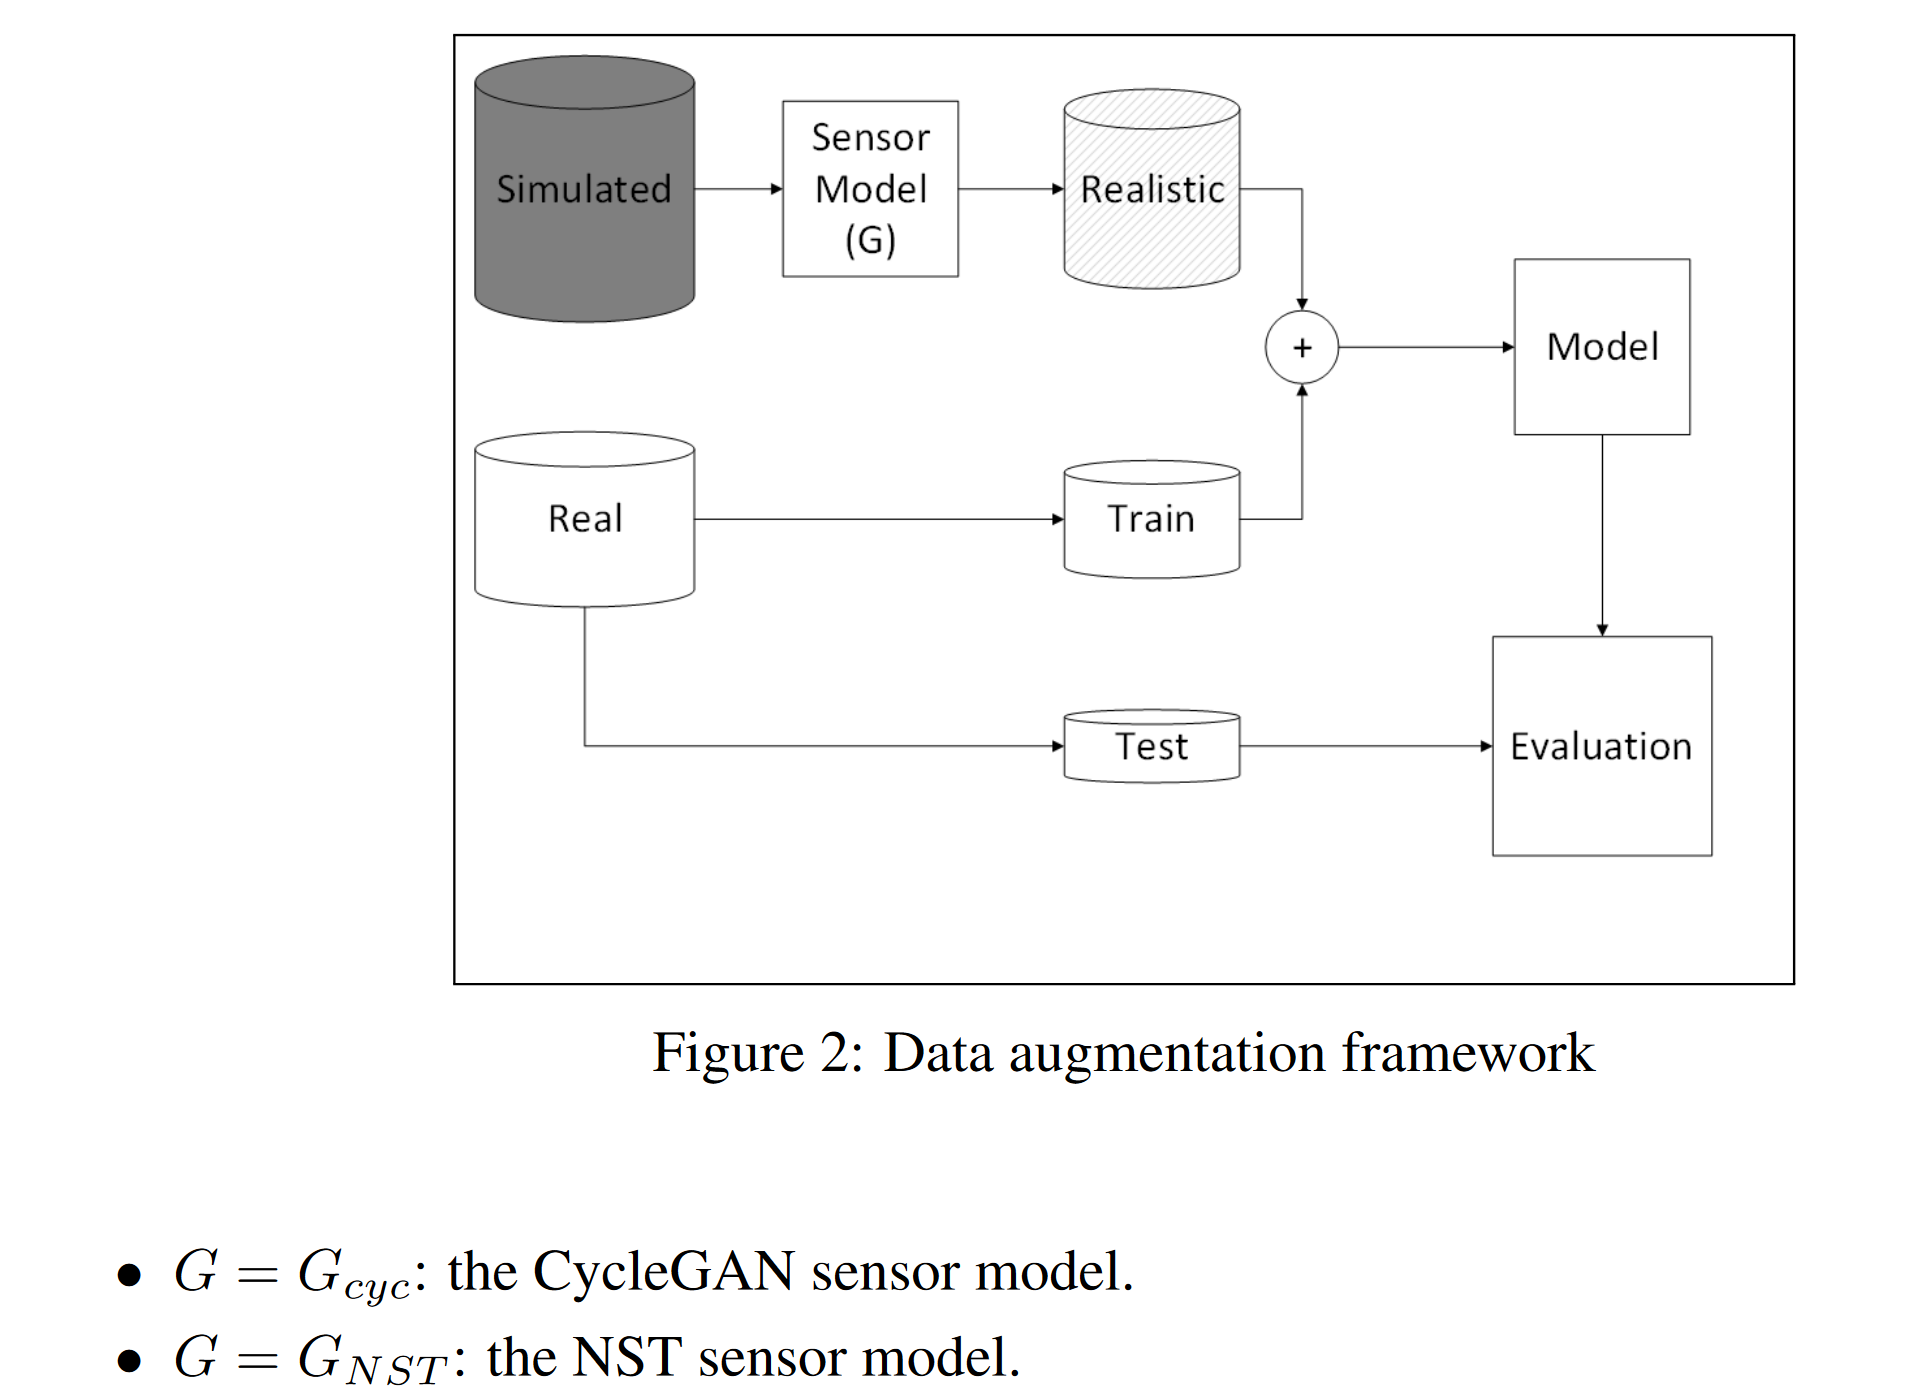 Simulated
Sensor
Model
(G)
Realistic
+
Model
Real
Train
Test
Evaluation
Figure 2: Data augmentation framework
• G = G_{cyc}: the CycleGAN sensor model.
• G = G_{NST}: the NST sensor model.